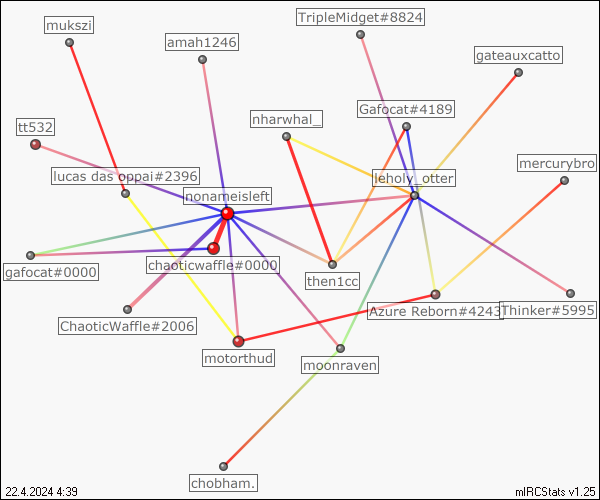 TripleMidget#8824
mukszi
amah1246
gateauxcatto
Gafocat#4189
nharwhal_
tt532
mercurybro
lucas das oppai#2396
leholy_otter
nonameisleft
chaoticwaffle#0000
gafocat#0000
then1cc
Azure Reborn#4243
Thinker#5995
ChaoticWaffle#2006
motorthud
moonraven
chobham.
22.4.2024 4:39
mIRCStats v1.25